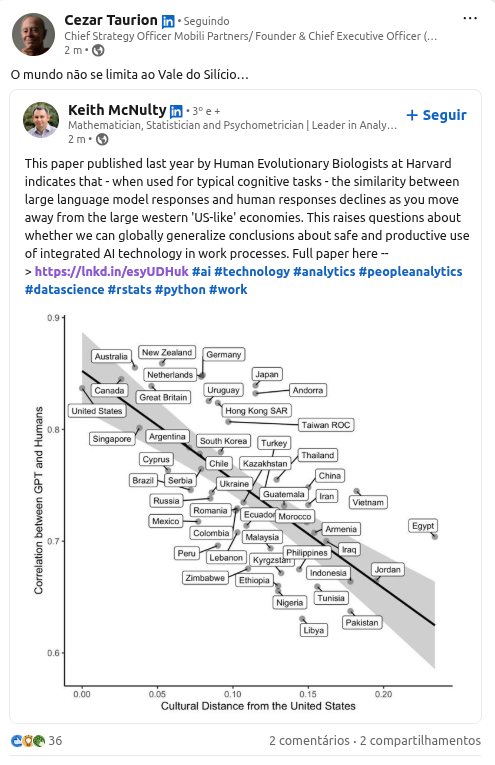 Cezar Taurion in • Seguindo
Chief Strategy Officer Mobili Partners/ Founder & Chief Executive Officer (…
2 m •
O mundo não se limita ao Vale do Silício…
Keith McNulty in • 3º e +
+ Seguir
Mathematician, Statistician and Psychometrician | Leader in Analy…
2 m •
This paper published last year by Human Evolutionary Biologists at Harvard
indicates that - when used for typical cognitive tasks - the similarity between
large language model responses and human responses declines as you move
away from the large western 'US-like' economies. This raises questions about
whether we can globally generalize conclusions about safe and productive use
of integrated AI technology in work processes. Full paper here --
> https://lnkd.in/esyUDHuk #ai #technology #analytics #peopleanalytics
#datascience #rstats #python #work
Correlation between GPT and Humans
0.9
0.8
0.7
0.6
Australia
New Zealand
Germany
Netherlands
Japan
Canada
Great Britain
Uruguay
Andorra
United States
Hong Kong SAR
Taiwan ROC
Singapore
Argentina
South Korea
Turkey
Cyprus
Chile
Kazakhstan
Thailand
Brazil
Serbia
Ukraine
China
Russia
Guatemala
Iran
Vietnam
Romania
Ecuador
Morocco
Mexico
Colombia
Malaysia
Armenia
Egypt
Peru
Lebanon
Kyrgzstan
Philippines
Iraq
Zimbabwe
Ethiopia
Indonesia
Jordan
Nigeria
Tunisia
Libya
Pakistan
0.00
0.05
0.10
0.15
0.20
Cultural Distance from the United States
36
2 comentários · 2 compartilhamentos